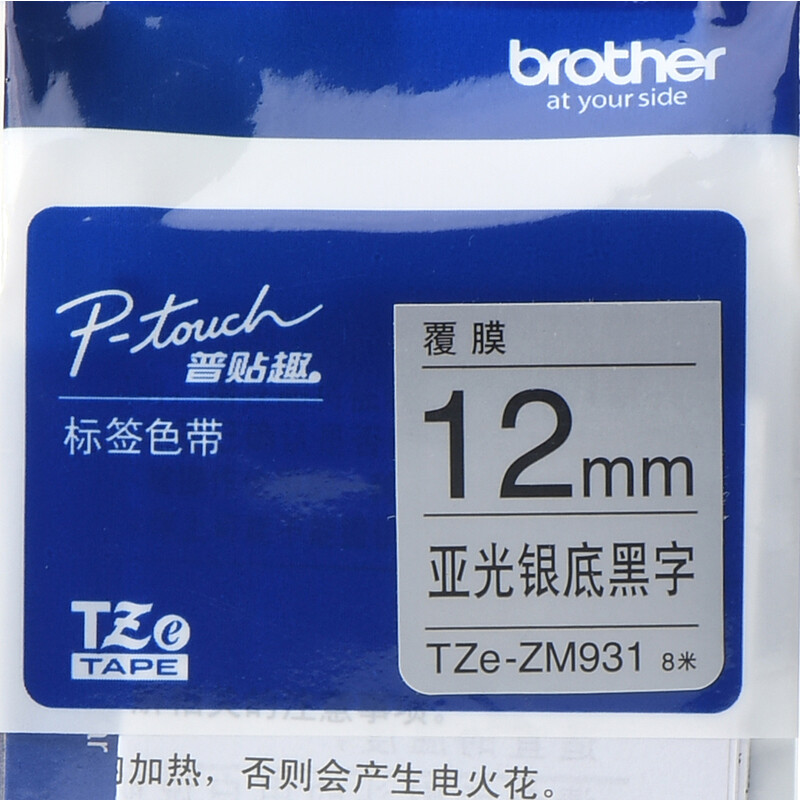 brother
at your side
P-touch
普贴趣
标签色带
TZe
TAPE
覆膜
12mm
亚光银底黑字
TZe-ZM931 8米
加热，否则会产生电火花。